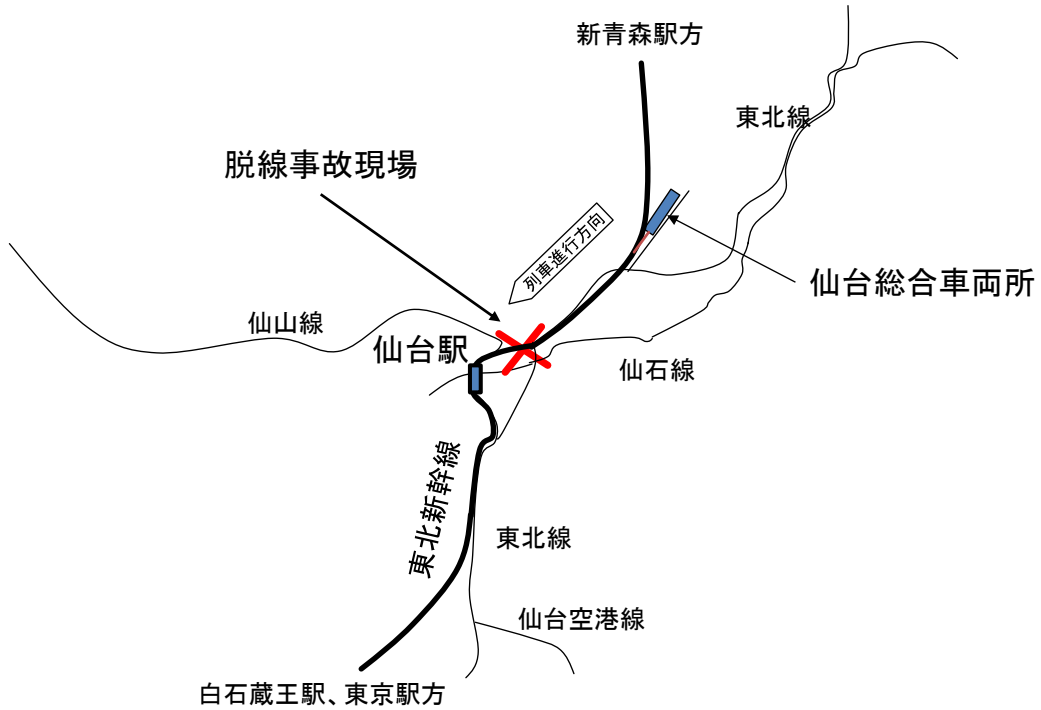 新青森駅方
東北線
脱線事故現場
列車進行方向
仙台総合車両所
仙山線
仙台駅
仙石線
東北新幹線
東北線
仙台空港線
白石蔵王駅、東京駅方